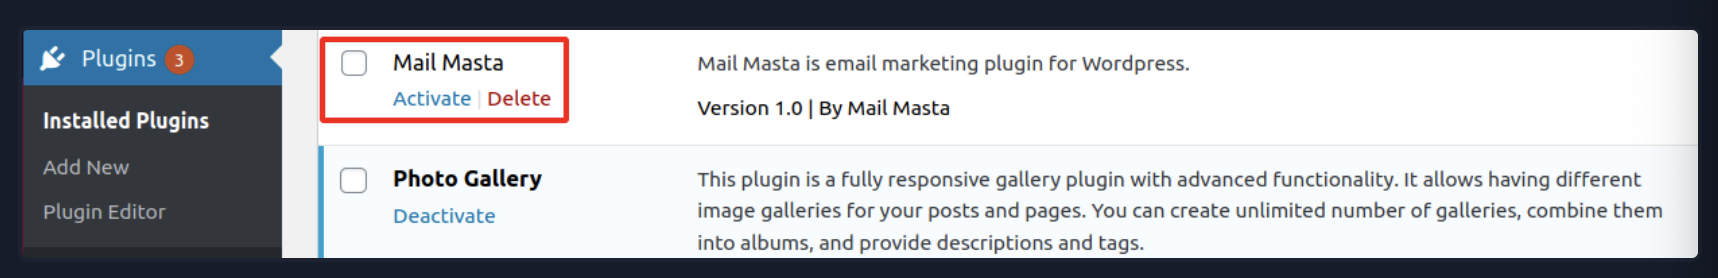 Plugins 3
Installed Plugins
Add New
Plugin Editor
Mail Masta
Activate | Delete
Mail Masta is email marketing plugin for Wordpress.
Version 1.0 | By Mail Masta
Photo Gallery
Deactivate
This plugin is a fully responsive gallery plugin with advanced functionality. It allows having different
image galleries for your posts and pages. You can create unlimited number of galleries, combine them
into albums, and provide descriptions and tags.